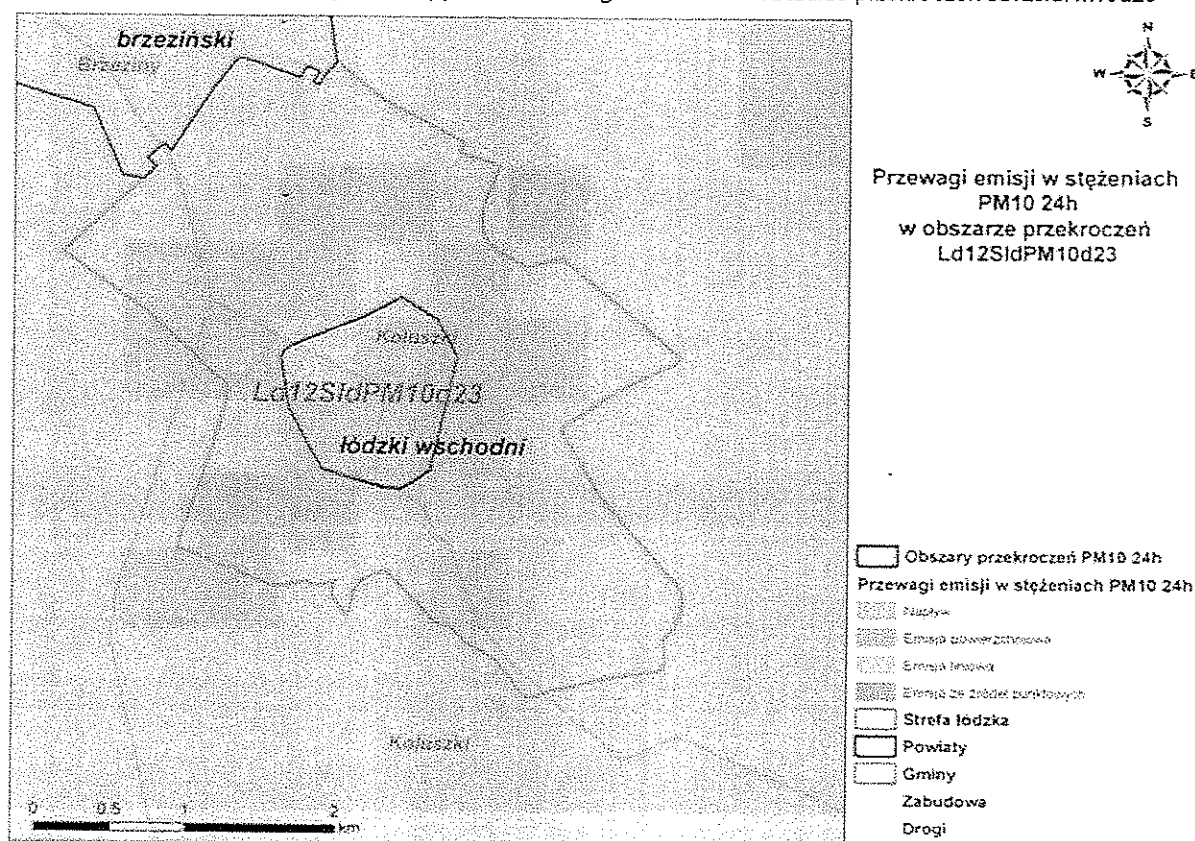 brzeziński
Brzeziny
N
W
E
S
Przewagi emisji w stężeniach
PM10 24h
w obszarze przekroczeń
Ld12SldPM10d23
Koluszki
Ld12SldPM10d23
łódzki wschodni
Koluszki
0 0.5 1 2
km
Obszary przekroczeń PM10 24h
Przewagi emisji w stężeniach PM10 24h
Napływ
Emisja powierzchniowa
Emisja liniowa
Emisja ze źródeł punktowych
Strefa łódzka
Powiaty
Gminy
Zabudowa
Drogi